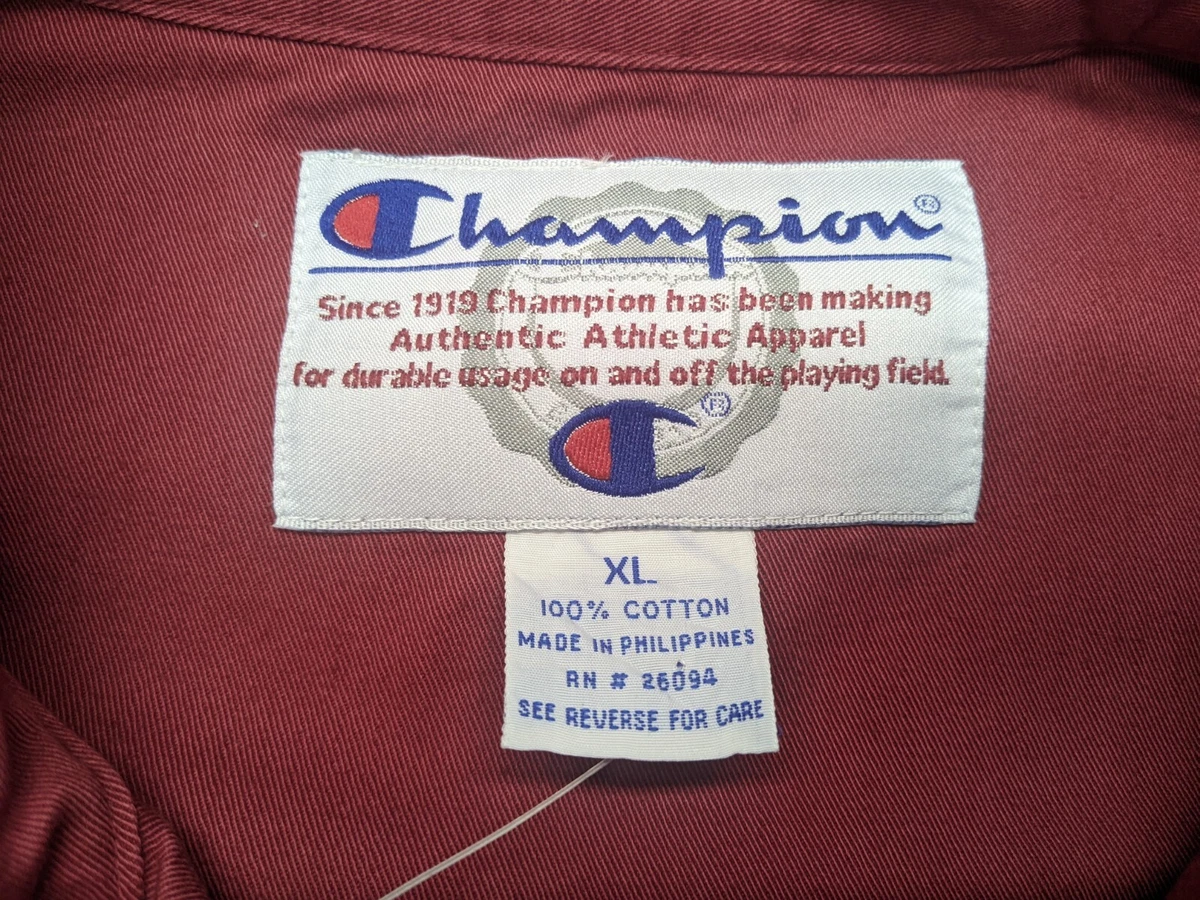 Champion®
Since 1919 Champion has been making
Authentic Athletic Apparel
for durable usage on and off the playing field.
®
XL
100% COTTON
MADE IN PHILIPPINES
RN # 26094
SEE REVERSE FOR CARE